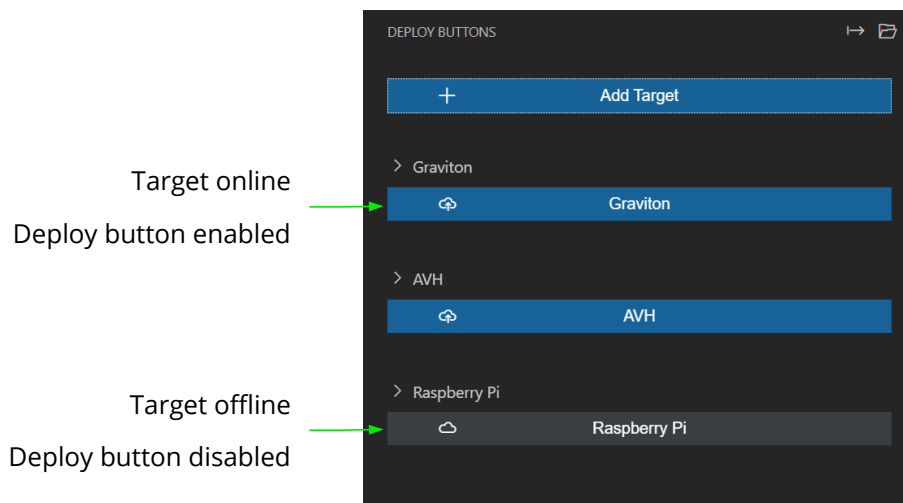 DEPLOY BUTTONS
Add Target
Graviton
Target online
Graviton
Deploy button enabled
AVH
AVH
Raspberry Pi
Target offline
Raspberry Pi
Deploy button disabled